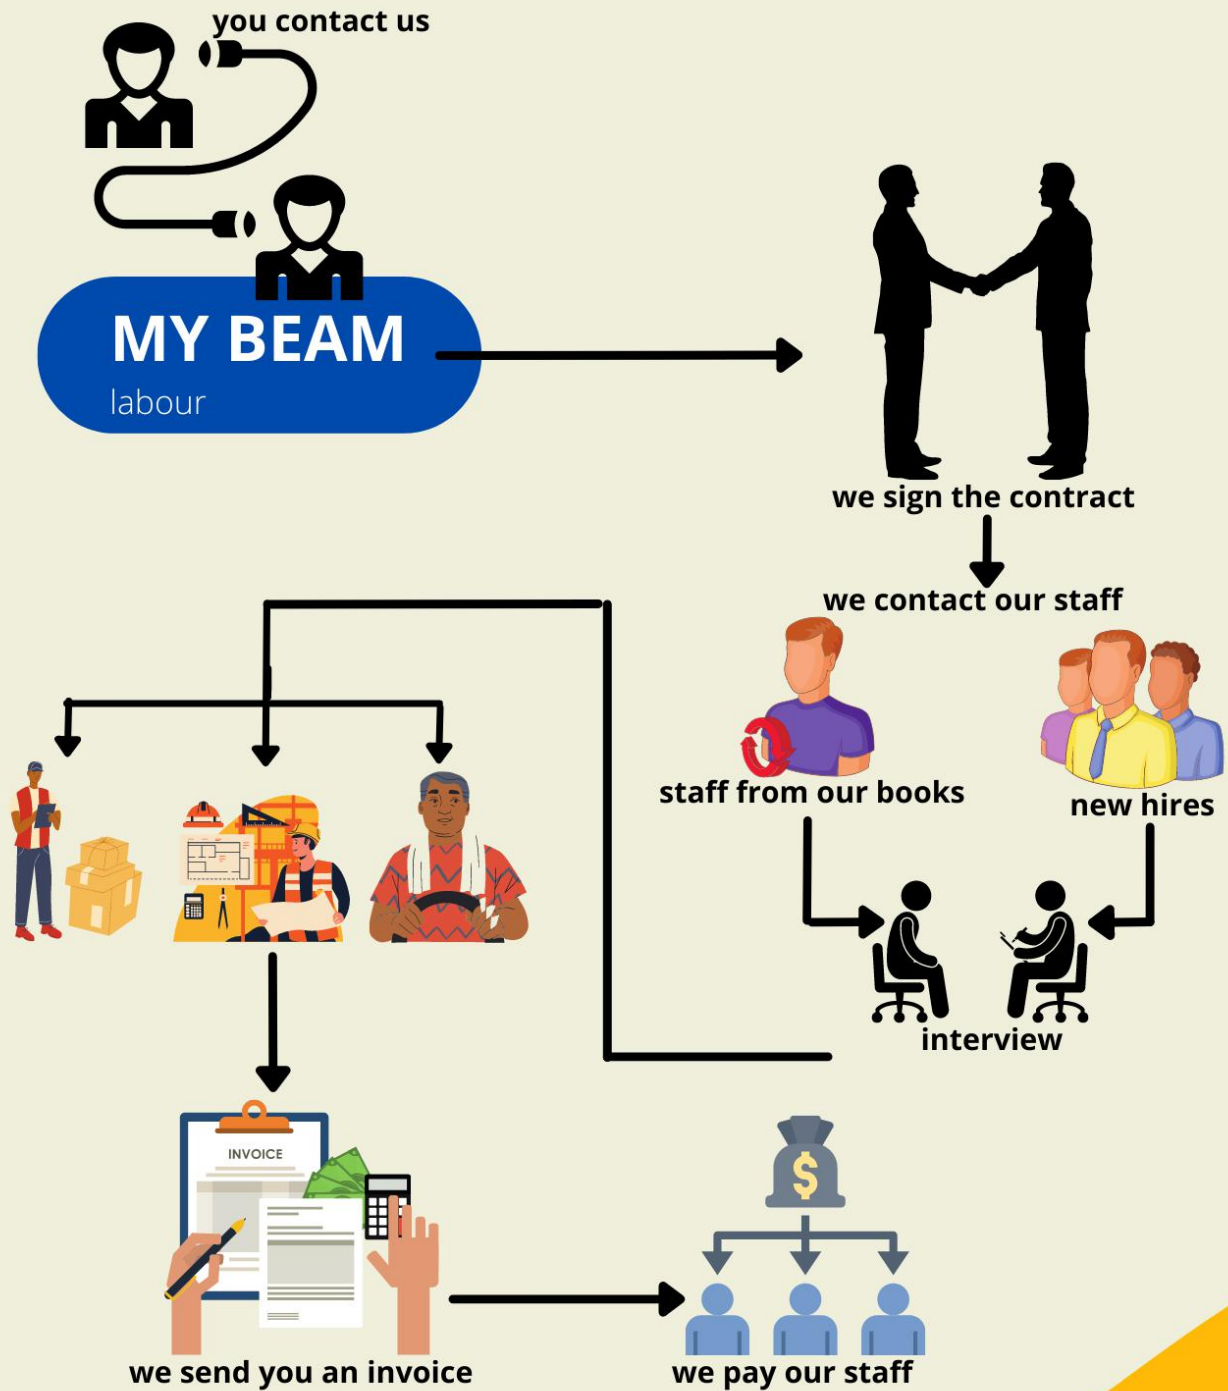 you contact us
MY BEAM
labour
we sign the contract
we contact our staff
staff from our books
new hires
interview
INVOICE
$
we send you an invoice
we pay our staff